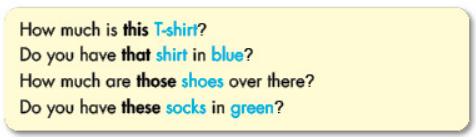 How much is this T-shirt?
Do you have that shirt in blue?
How much are those shoes over there?
Do you have these socks in green?